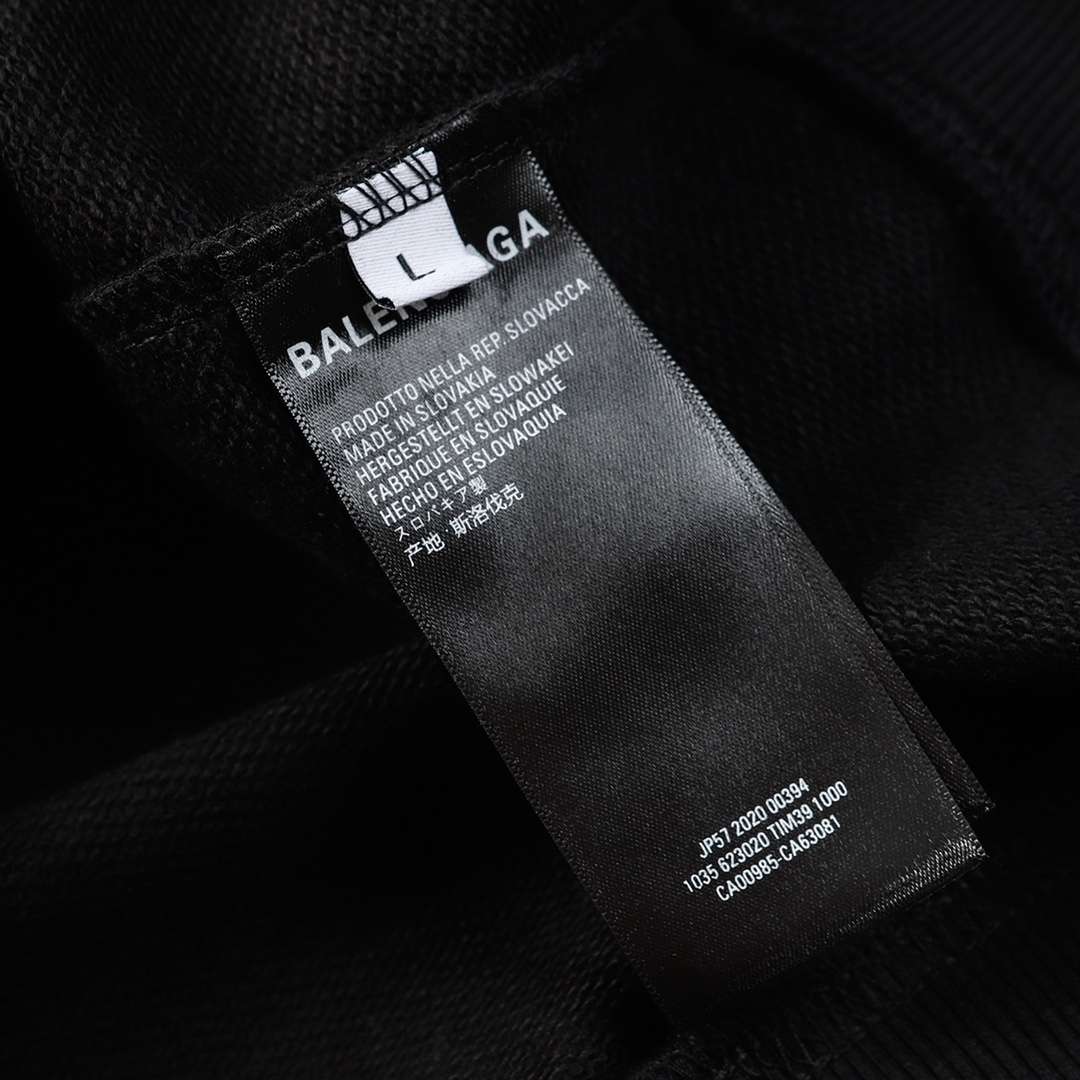 L
BALEN AGA
PRODOTTO NELLA REP. SLOVACCA
MADE IN SLOVAKIA
HERGESTELLT EN SLOWAKEI
FABRIQUE EN SLOVAQUIE
HECHO EN ESLOVAQUIA
スロバキア製
产地:斯洛伐克
JP57 2020 00394
1035 623020 TIM39 1000
CA00985-CA63081